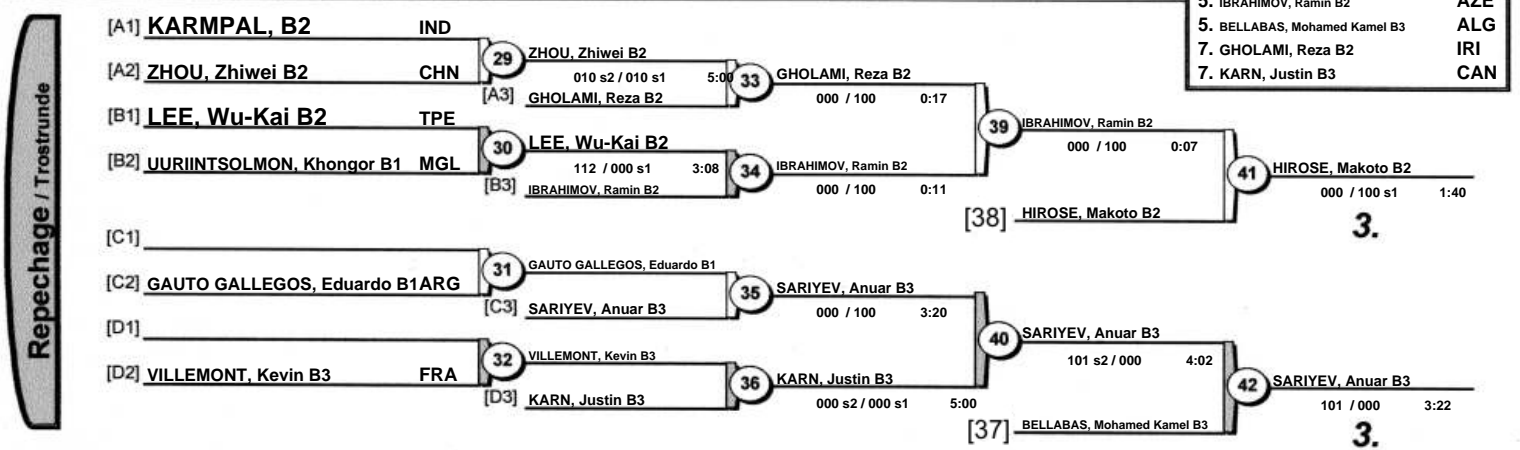 5. IBRAHIMOV, Ramin B2 AZE
5. BELLABAS, Mohamed Kamel B3 ALG
7. GHOLAMI, Reza B2 IRI
7. KARN, Justin B3 CAN
Repechage / Trostrunde
[A1] KARMPAL, B2 IND
29 ZHOU, Zhiwei B2
[A2] ZHOU, Zhiwei B2 CHN
010 s2 / 010 s1 5:00
33 GHOLAMI, Reza B2
[A3] GHOLAMI, Reza B2
000 / 100 0:17
[B1] LEE, Wu-Kai B2 TPE
39 IBRAHIMOV, Ramin B2
30 LEE, Wu-Kai B2
000 / 100 0:07
[B2] UURIINTSOLMON, Khongor B1 MGL
112 / 000 s1 3:08
34 IBRAHIMOV, Ramin B2
41 HIROSE, Makoto B2
[B3] IBRAHIMOV, Ramin B2
000 / 100 0:11
000 / 100 s1 1:40
[38] HIROSE, Makoto B2
3.
[C1]
31 GAUTO GALLEGOS, Eduardo B1
[C2] GAUTO GALLEGOS, Eduardo B1 ARG
35 SARIYEV, Anuar B3
[C3] SARIYEV, Anuar B3
000 / 100 3:20
[D1]
40 SARIYEV, Anuar B3
32 VILLEMONT, Kevin B3
101 s2 / 000 4:02
[D2] VILLEMONT, Kevin B3 FRA
36 KARN, Justin B3
42 SARIYEV, Anuar B3
[D3] KARN, Justin B3
000 s2 / 000 s1 5:00
101 / 000 3:22
[37] BELLABAS, Mohamed Kamel B3
3.